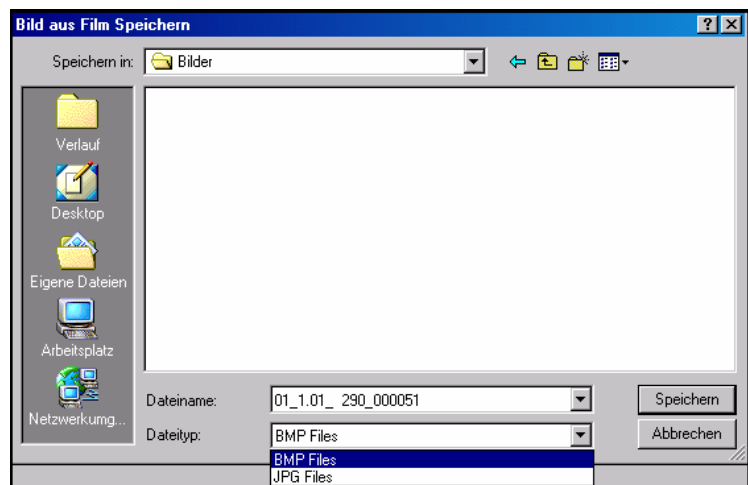 Bild aus Film Speichern
Speichern in:
Bilder
Verlauf
Desktop
Eigene Dateien
Arbeitsplatz
Netzwerkumg...
Dateiname:
01_1.01_ 290_000051
Speichern
Dateityp:
BMP Files
Abbrechen
BMP Files
JPG Files